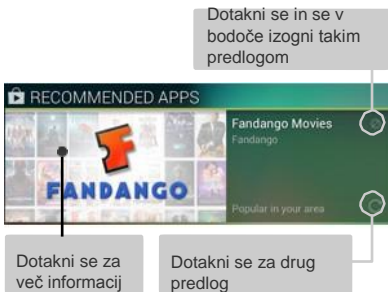 Dotakni se in se v
bodoče izogni takim
predlogom
RECOMMENDED APPS
Fandango Movies
Fandango
FANDANGO
Popular in your area
Dotakni se za
več informacij
Dotakni se za drug
predlog